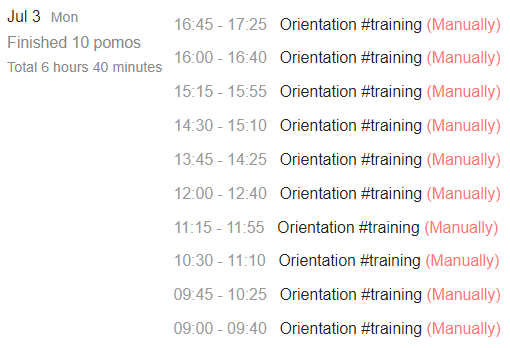 Jul 3 Mon
Finished 10 pomos
Total 6 hours 40 minutes
16:45 - 17:25 Orientation #training (Manually)
16:00 - 16:40 Orientation #training (Manually)
15:15 - 15:55 Orientation #training (Manually)
14:30 - 15:10 Orientation #training (Manually)
13:45 - 14:25 Orientation #training (Manually)
12:00 - 12:40 Orientation #training (Manually)
11:15 - 11:55 Orientation #training (Manually)
10:30 - 11:10 Orientation #training (Manually)
09:45 - 10:25 Orientation #training (Manually)
09:00 - 09:40 Orientation #training (Manually)